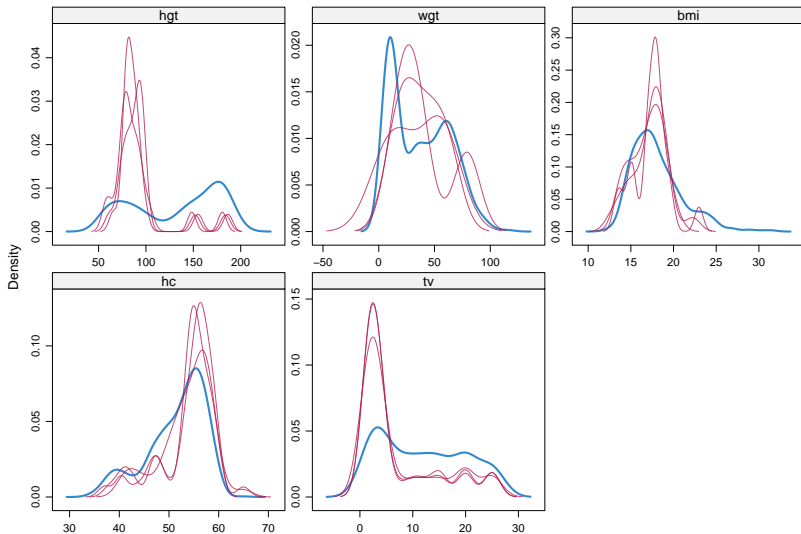 hgt
wgt
bmi
0.00 0.01 0.02 0.03 0.04
0.000 0.005 0.010 0.015 0.020
0.00 0.05 0.10 0.15 0.20 0.25 0.30
50 100 150 200
−50 0 50 100
10 15 20 25 30
Density
hc
tv
0.00 0.05 0.10
0.00 0.05 0.10 0.15
30 40 50 60 70
0 10 20 30